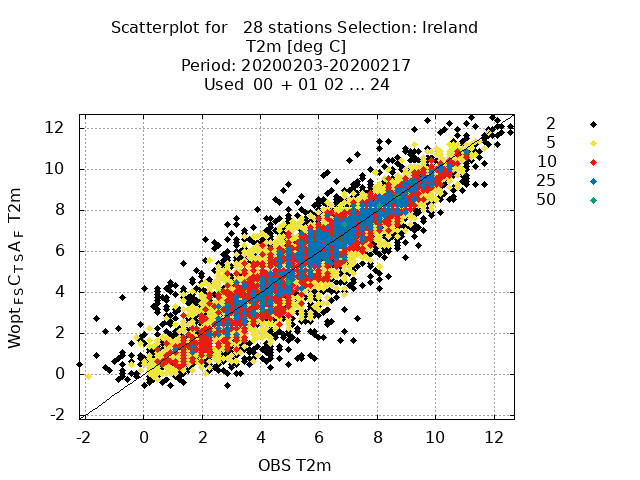 Scatterplot for 28 stations Selection: Ireland
T2m [deg C]
Period: 20200203-20200217
Used 00 + 01 02 ... 24
12
10
8
6
4
2
0
-2
-2 0 2 4 6 8 10 12
Wopt F S C T S A F T2m
OBS T2m
2
5
10
25
50